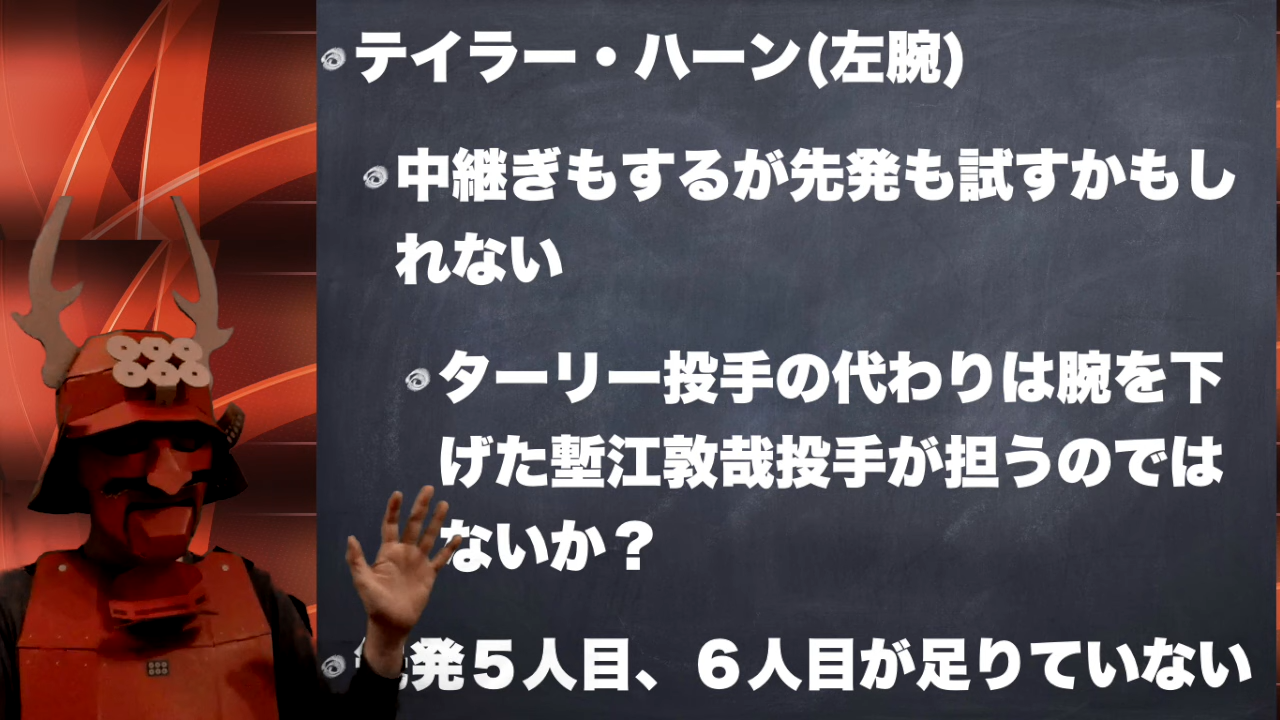 テイラー・ハーン(左腕)
中継ぎもするが先発も試すかもし
れない
ターリー投手の代わりは腕を下
げた塹江敦哉投手が担うのでは
ないか？
発５人目、６人目が足りていない